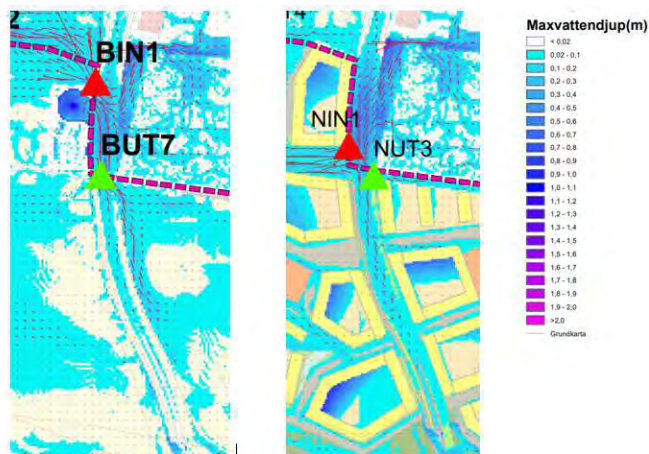 2
BIN1
BUT7
14
NIN1
NUT3
Maxvattendjup(m)
< 0,02
0,02 - 0,1
0,1 - 0,2
0,2 - 0,3
0,3 - 0,4
0,4 - 0,5
0,5 - 0,6
0,6 - 0,7
0,7 - 0,8
0,8 - 0,9
0,9 - 1,0
1,0 - 1,1
1,1 - 1,2
1,2 - 1,3
1,3 - 1,4
1,4 - 1,5
1,5 - 1,6
1,6 - 1,7
1,7 - 1,8
1,8 - 1,9
1,9 - 2,0
>2,0
Grundkarta